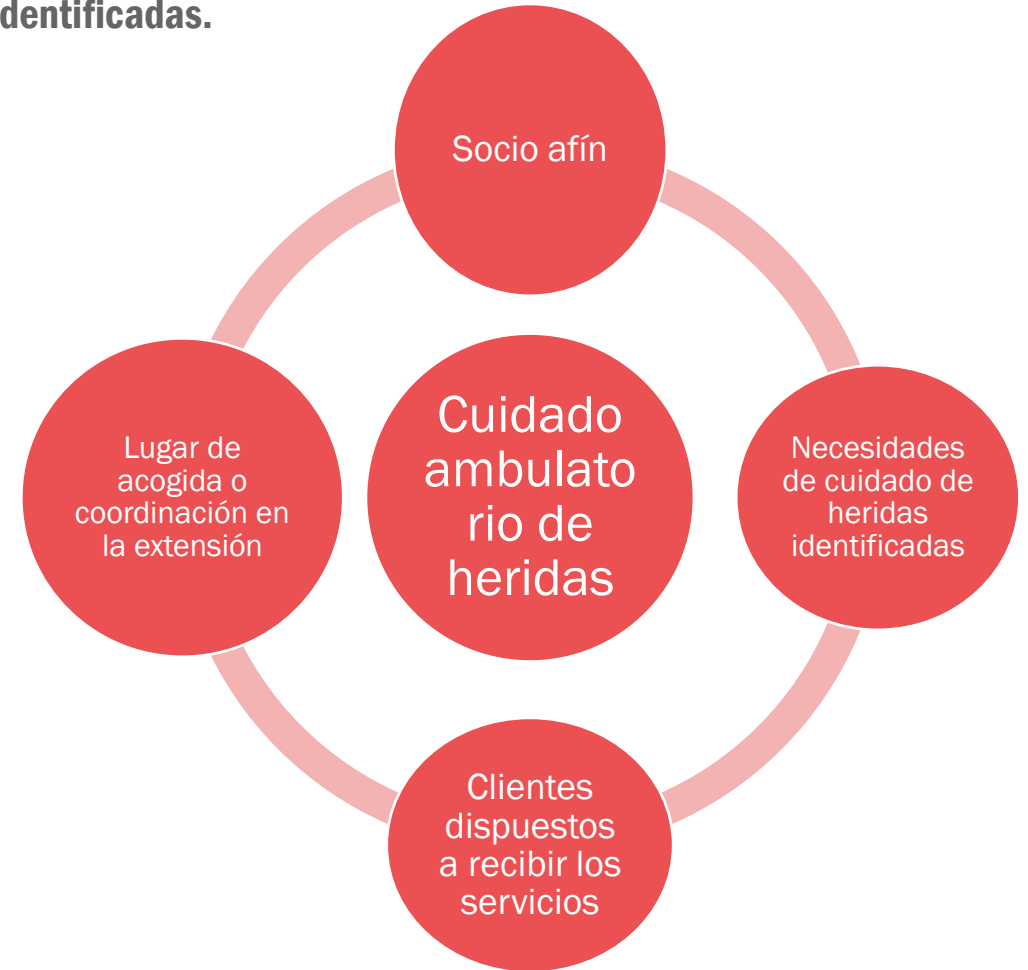 dentificadas.
Socio afín
Lugar de
acogida o
coordinación en
la extensión
Cuidado
ambulato
rio de
heridas
Necesidades
de cuidado de
heridas
identificadas
Clientes
dispuestos
a recibir los
servicios